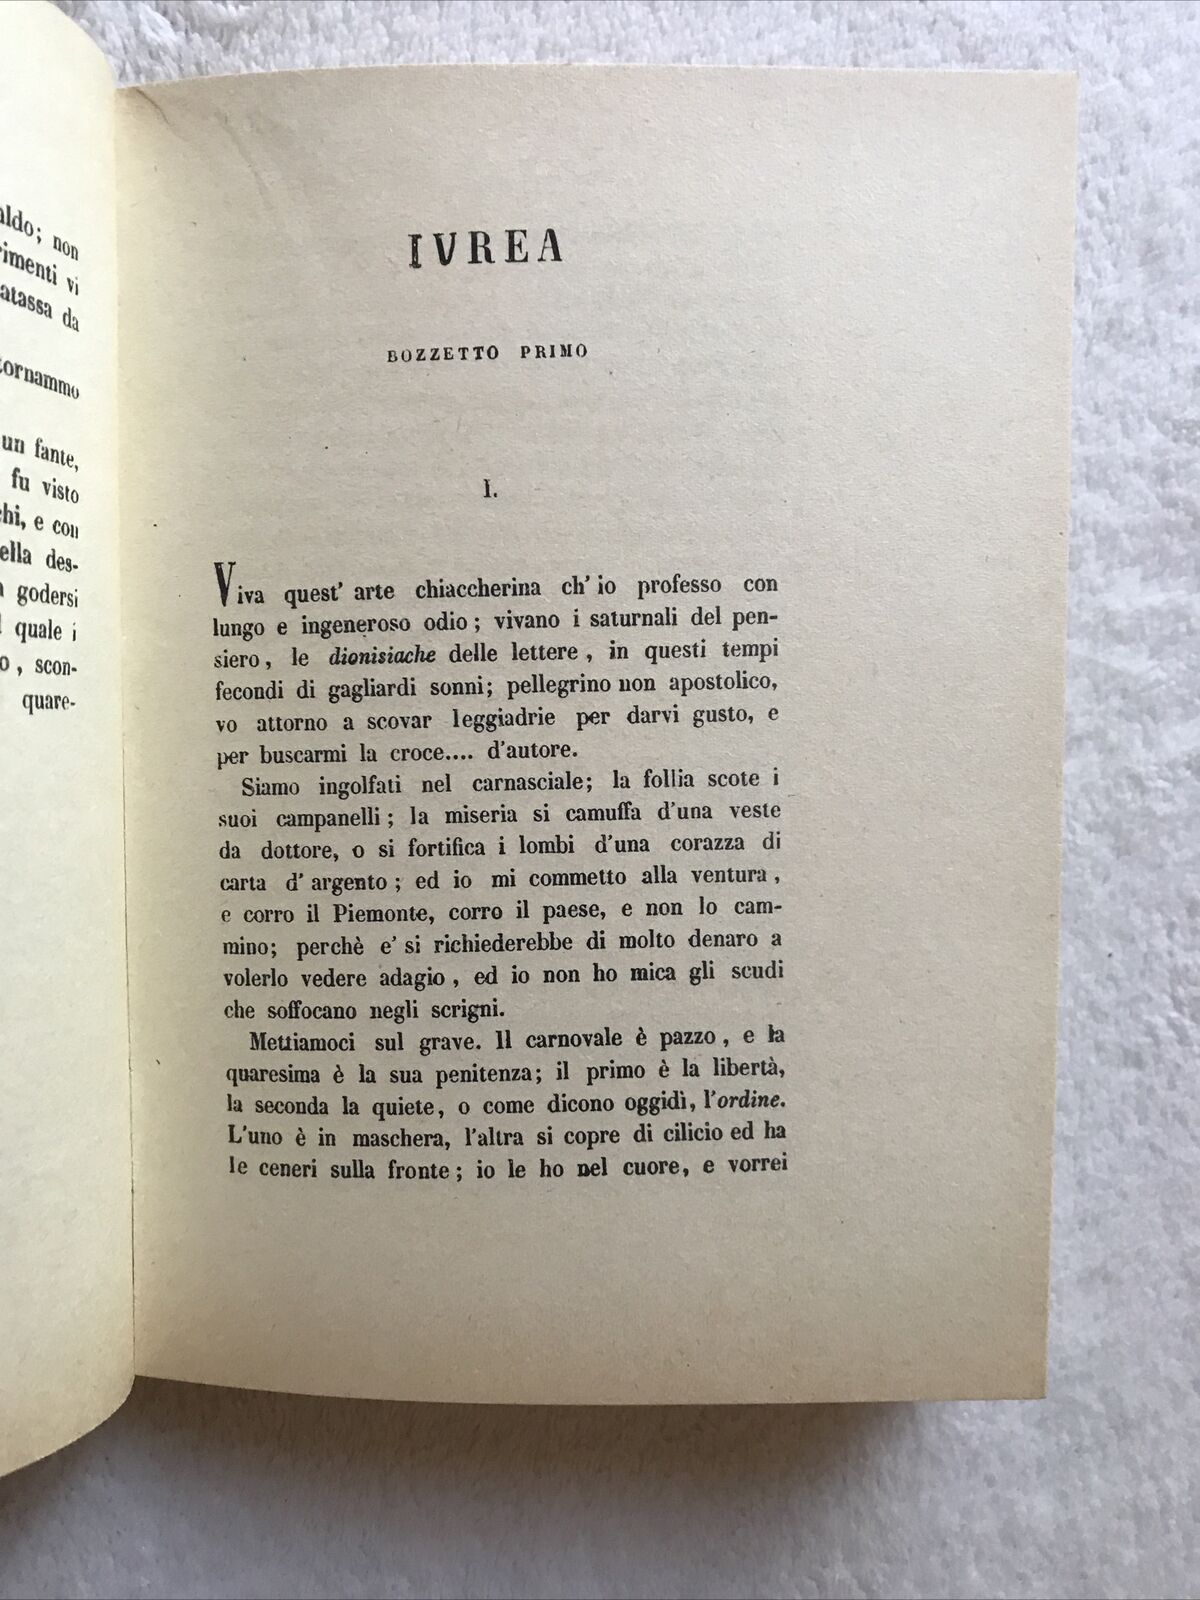 aldo; non
rimenti vi
atassa da
tornammo
un fante,
fu visto
chi, e con
ella des-
godersi
quale i
o, scon-
quare-
IVREA
BOZZETTO PRIMO
I.
Viva quest' arte chiaccherina ch' io professo con
lungo e ingeneroso odio; vivano i saturnali del pen-
siero, le dionisiache delle lettere, in questi tempi
fecondi di gagliardi sonni; pellegrino non apostolico,
vo attorno a scovar leggiadrie per darvi gusto, e
per buscarmi la croce.... d'autore.
Siamo ingolfati nel carnasciale; la follia scote i
suoi campanelli; la miseria si camuffa d'una veste
da dottore, o si fortifica i lombi d'una corazza di
carta d' argento; ed io mi commetto alla ventura,
e corro il Piemonte, corro il paese, e non lo cam-
mino; perchè e' si richiederebbe di molto denaro a
volerlo vedere adagio, ed io non ho mica gli scudi
che soffocano negli scrigni.
Mettiamoci sul grave. Il carnovale è pazzo, e la
quaresima è la sua penitenza; il primo è la libertà,
la seconda la quiete, o come dicono oggidì, l'ordine.
L'uno è in maschera, l'altra si copre di cilicio ed ha
le ceneri sulla fronte; io le ho nel cuore, e vorrei